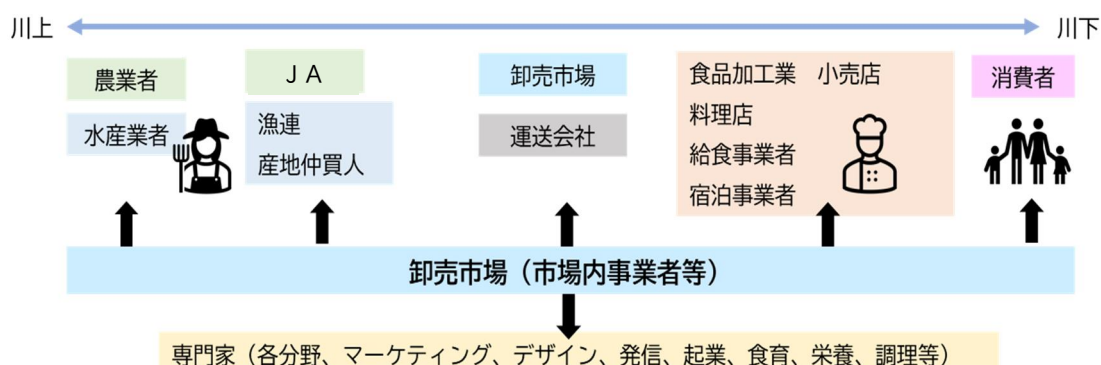 川上
川下
農業者
水産業者
ＪＡ
漁連
産地仲買人
卸売市場
運送会社
食品加工業　小売店
料理店
給食事業者
宿泊事業者
消費者
卸売市場（市場内事業者等）
専門家（各分野、マーケティング、デザイン、発信、起業、食育、栄養、調理等）